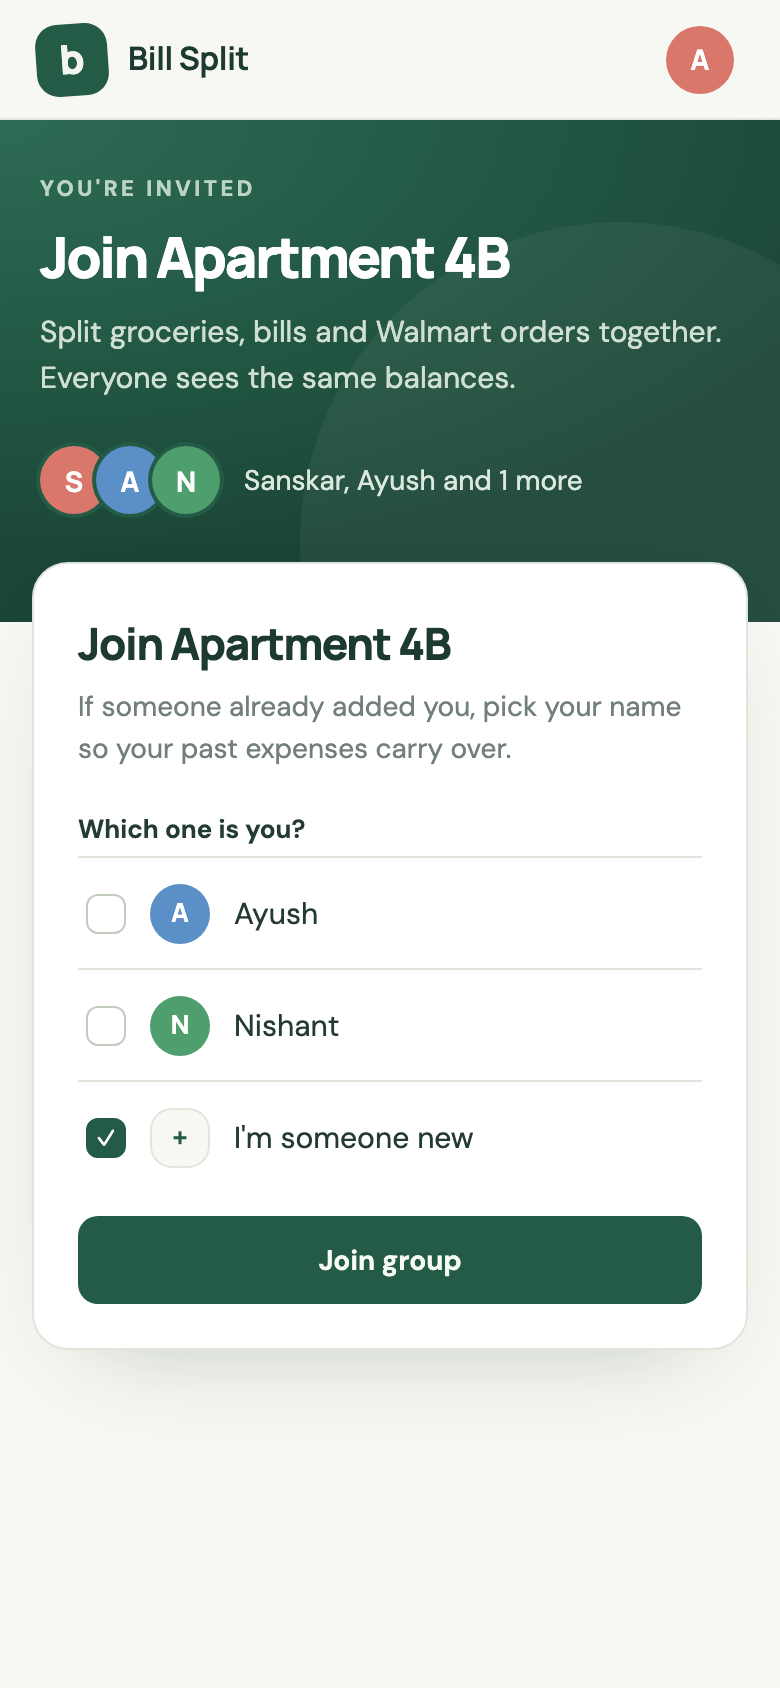 b Bill Split A
YOU'RE INVITED
Join Apartment 4B
Split groceries, bills and Walmart orders together.
Everyone sees the same balances.
S A N Sanskar, Ayush and 1 more
Join Apartment 4B
If someone already added you, pick your name
so your past expenses carry over.
Which one is you?
A Ayush
N Nishant
+ I'm someone new
Join group